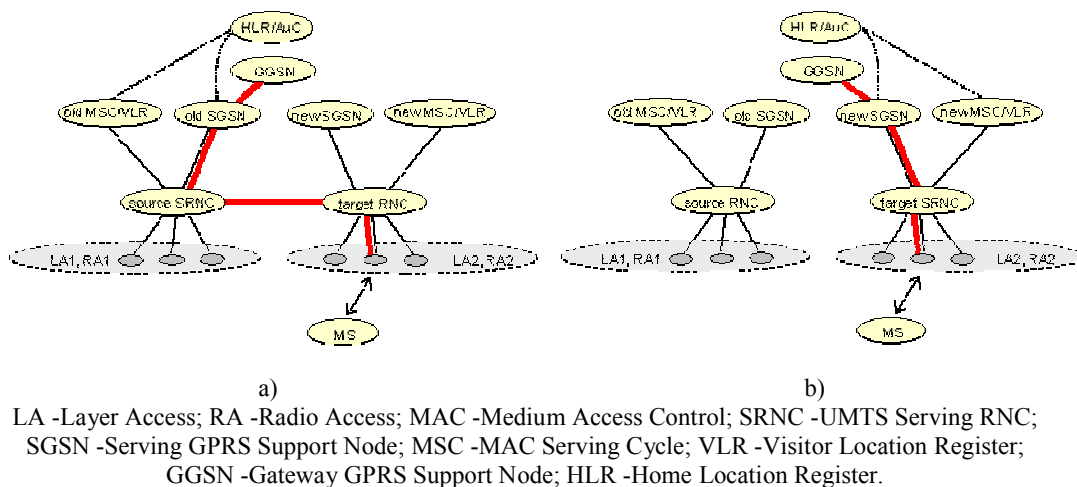 HLR/AuC
GGSN
old MSC/VLR
old SGSN
new SGSN
new MSC/VLR
source SRNC
target RNC
LA1, RA1
LA2, RA2
MS
a)
HLR/AuC
GGSN
old MSC/VLR
old SGSN
new SGSN
new MSC/VLR
source RNC
target SRNC
LA1, RA1
LA2, RA2
MS
b)
LA -Layer Access; RA -Radio Access; MAC -Medium Access Control; SRNC -UMTS Serving RNC;
SGSN -Serving GPRS Support Node; MSC -MAC Serving Cycle; VLR -Visitor Location Register;
GGSN -Gateway GPRS Support Node; HLR -Home Location Register.